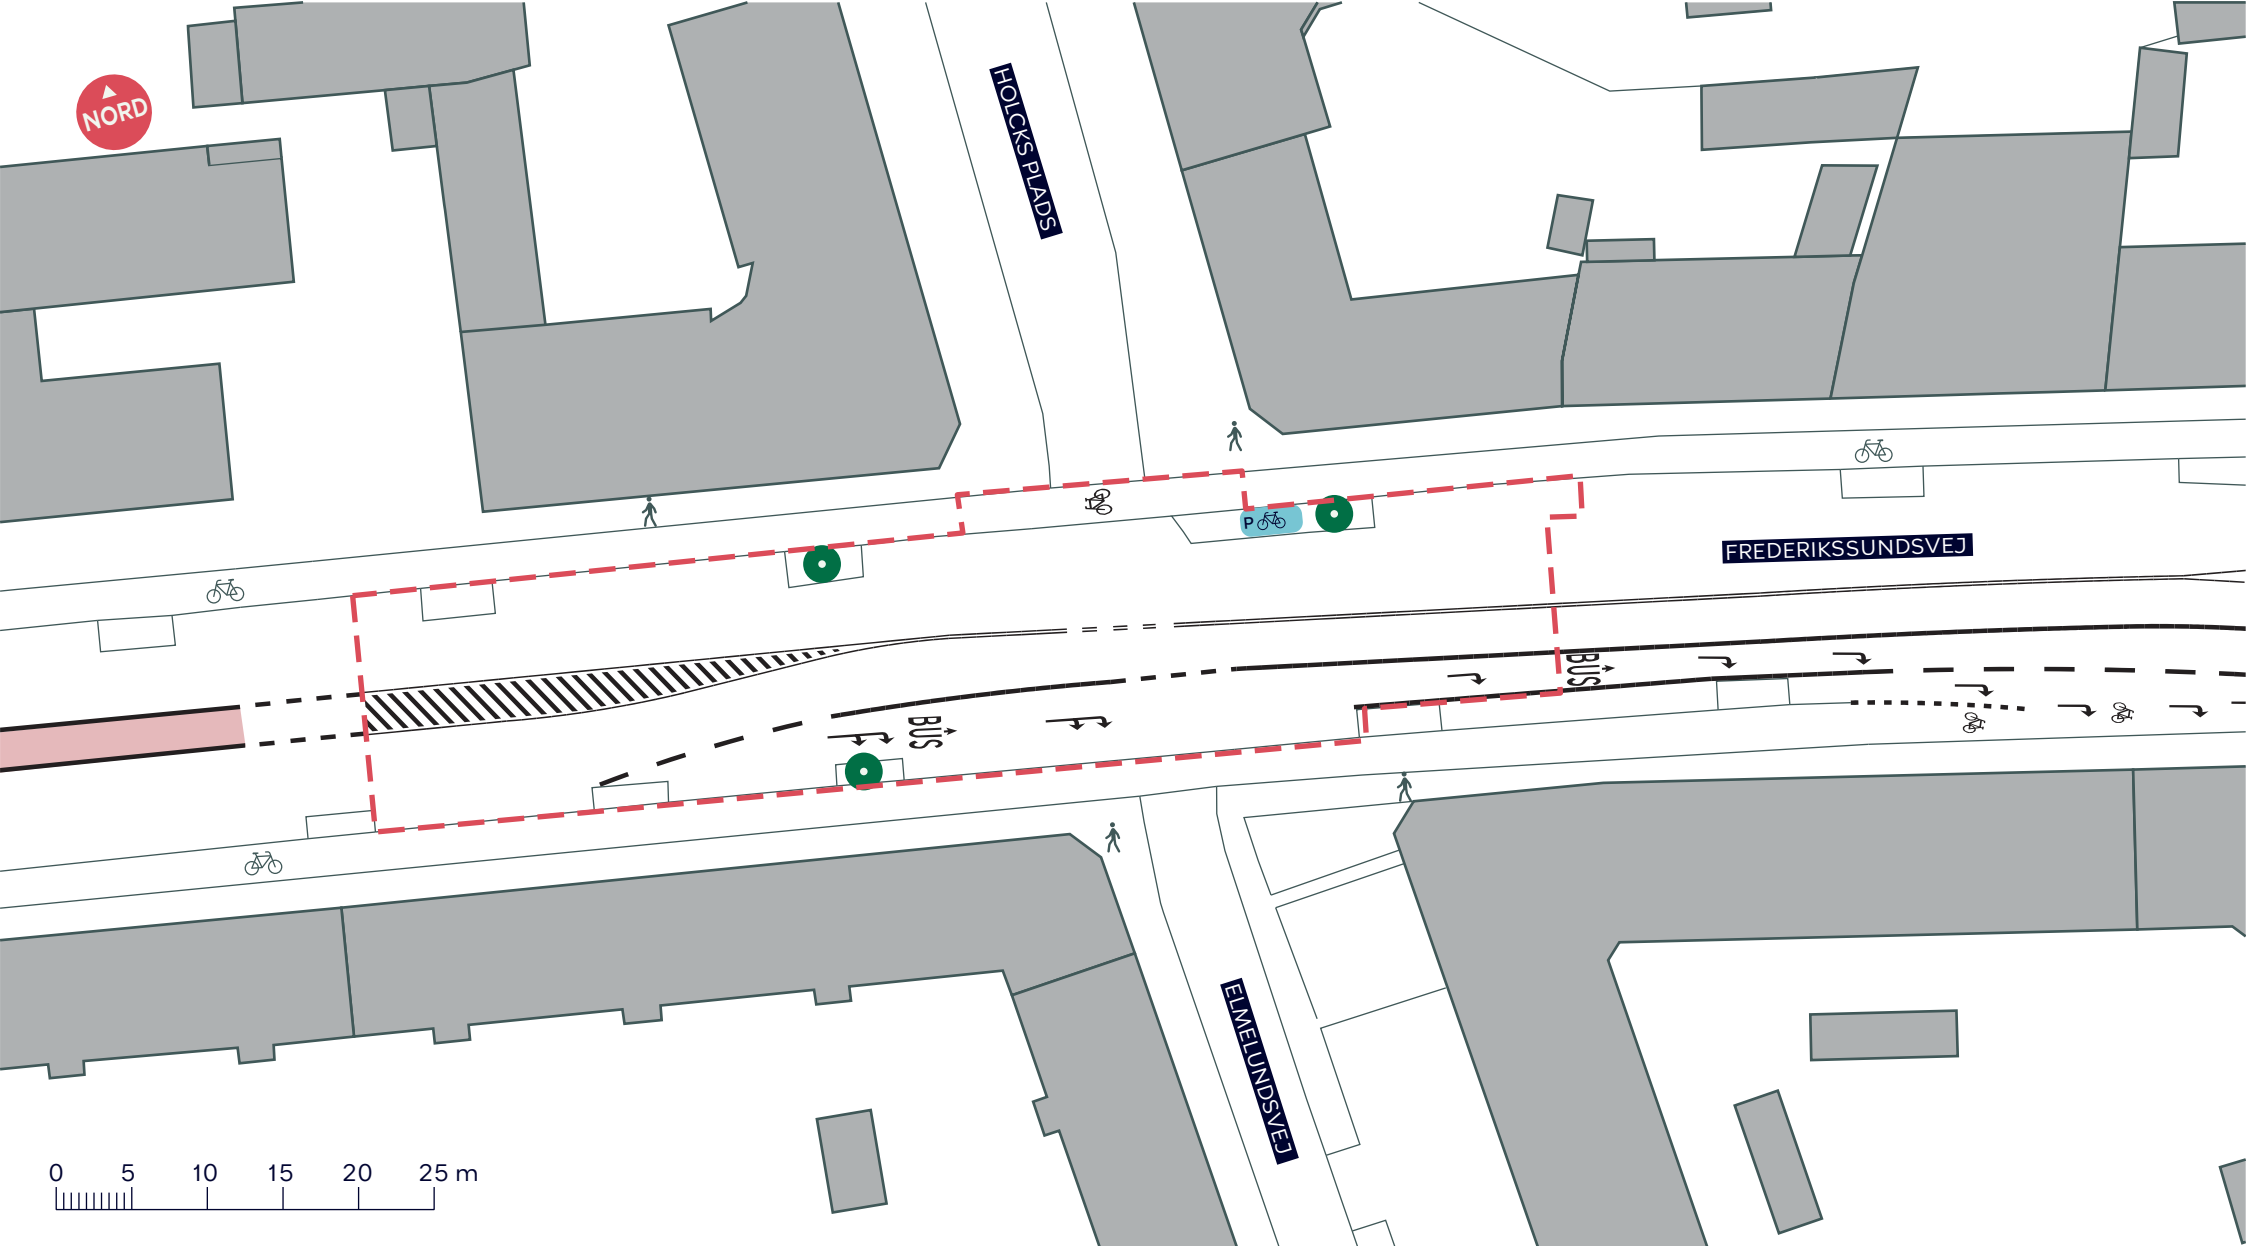 NORD
HOLCKS PLADS
P
FREDERIKSSUNDSVEJ
BUS
BUS
ELMELUNDSVEJ
0 5 10 15 20 25 m